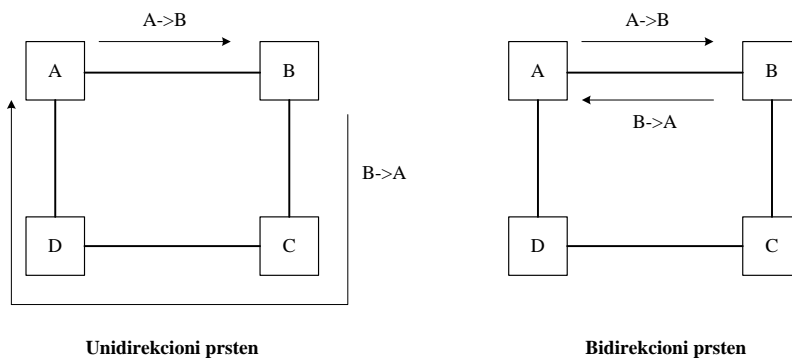 A->B
A
B
B->A
D
C
Unidirekcioni prsten
A->B
A
B
B->A
D
C
Bidirekcioni prsten